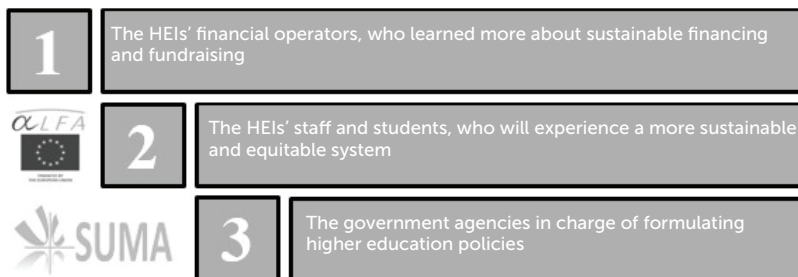 1
The HEIs' financial operators, who learned more about sustainable financing
and fundraising
αLFA
2
The HEIs' staff and students, who will experience a more sustainable
and equitable system
SUMA
3
The government agencies in charge of formulating
higher education policies